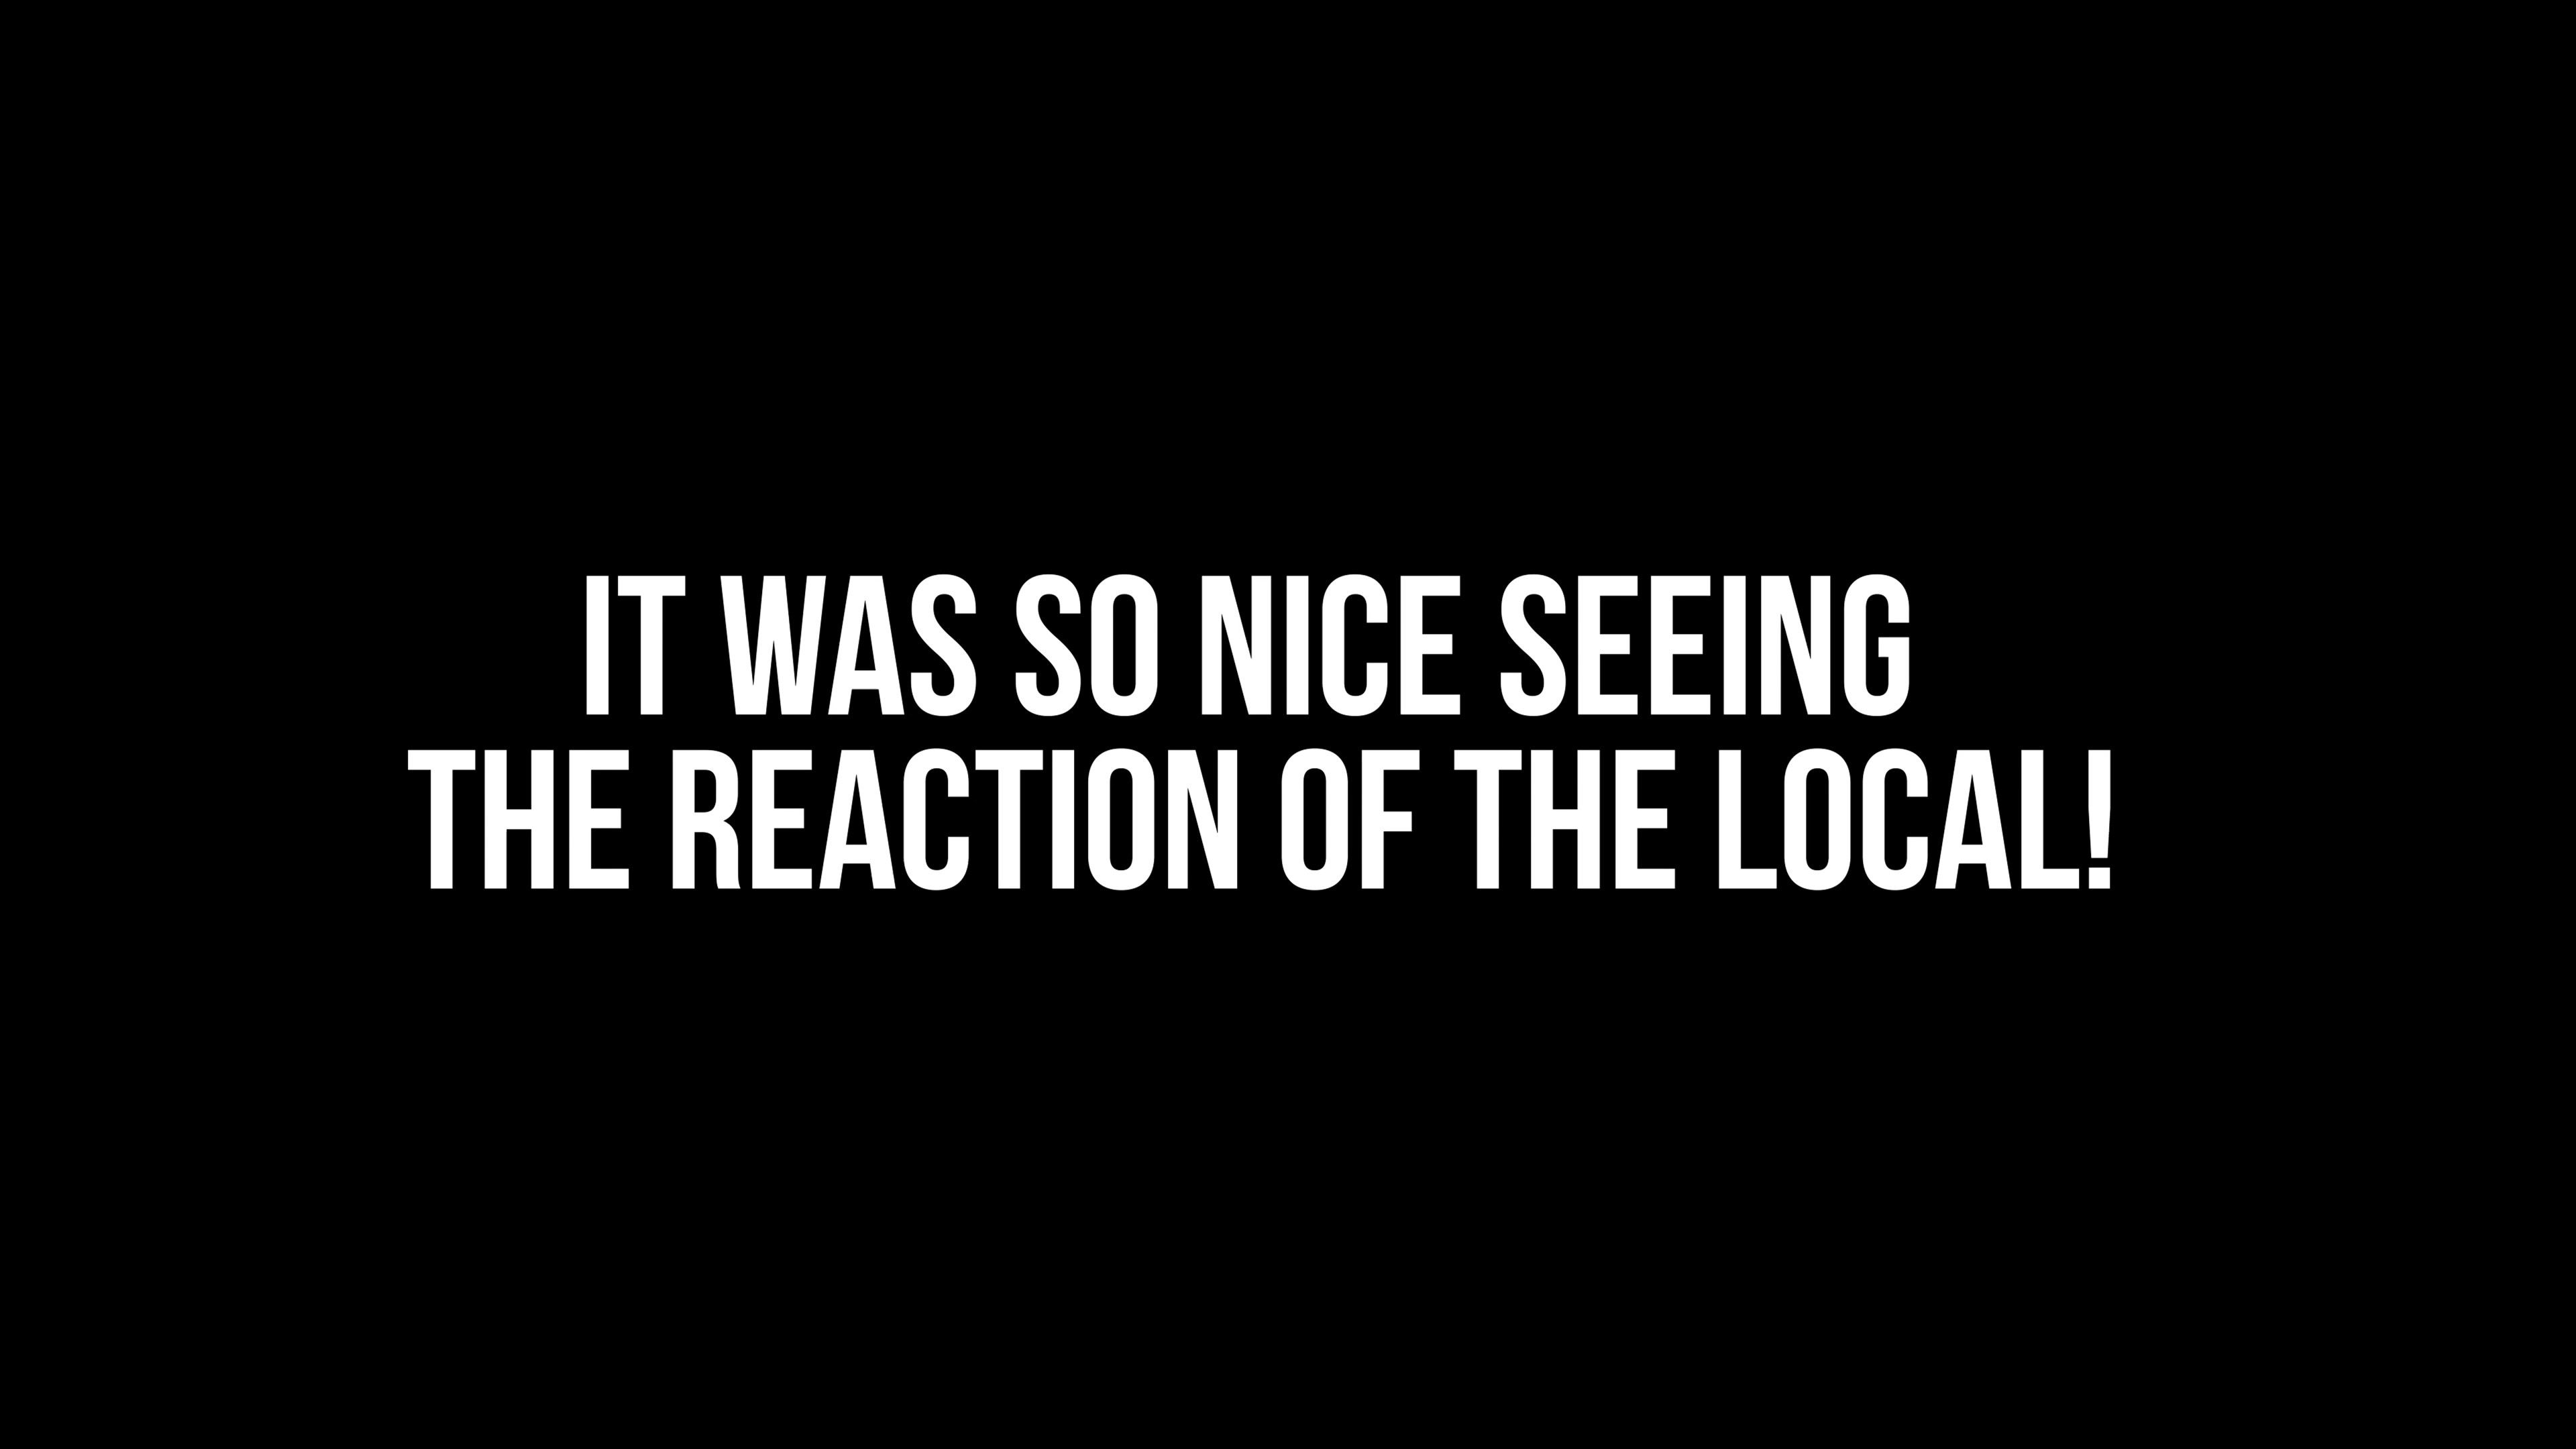 IT WAS SO NICE SEEING
THE REACTION OF THE LOCAL!